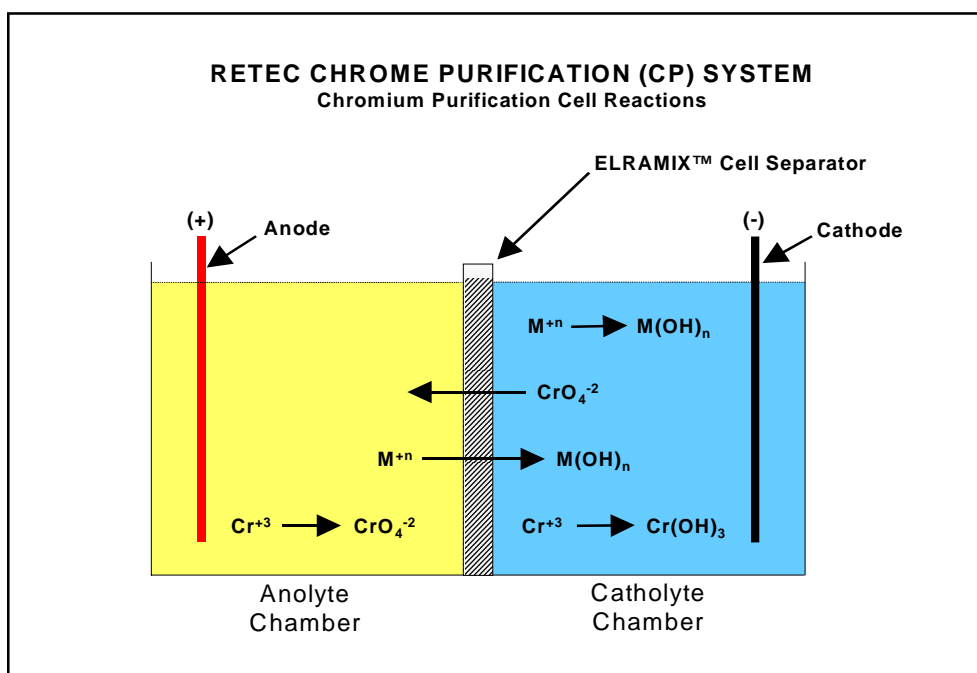 RETEC CHROME PURIFICATION (CP) SYSTEM
Chromium Purification Cell Reactions
ELRAMIX™ Cell Separator
(+)
Anode
(-)
Cathode
M⁺ⁿ → M(OH)ₙ
CrO₄⁻²
M⁺ⁿ → M(OH)ₙ
Cr⁺³ → CrO₄⁻²
Cr⁺³ → Cr(OH)₃
Anolyte
Chamber
Catholyte
Chamber